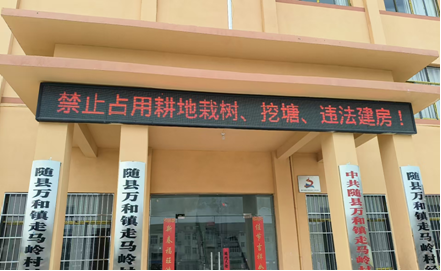 禁止占用耕地栽树、挖塘、违法建房！
随县万和镇走马岭村
随县万和镇走马岭村
中共随县万和镇走马岭
随县万和镇走马岭村